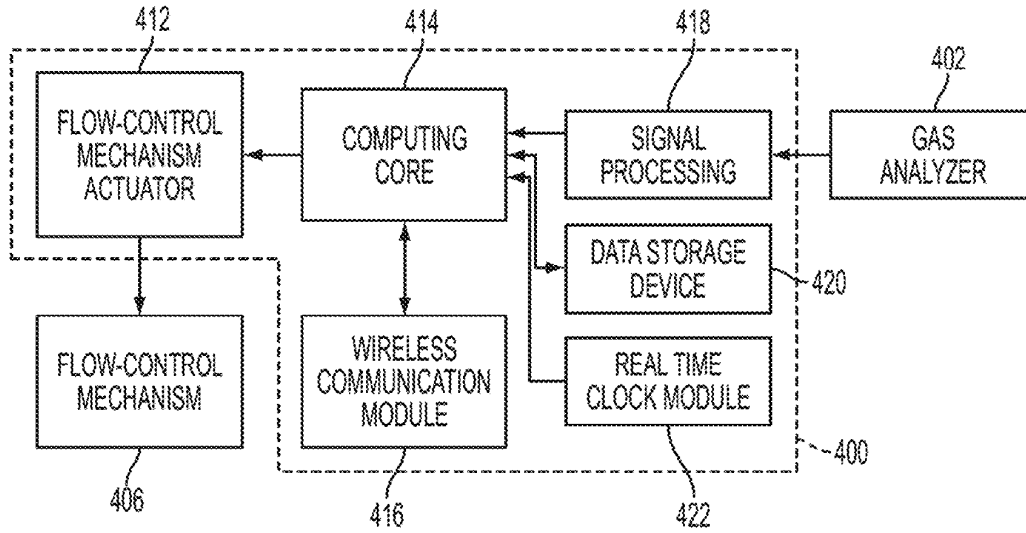 412
414
418
402
FLOW-CONTROL
MECHANISM
ACTUATOR
COMPUTING
CORE
SIGNAL
PROCESSING
GAS
ANALYZER
DATA STORAGE
DEVICE
420
FLOW-CONTROL
MECHANISM
WIRELESS
COMMUNICATION
MODULE
REAL TIME
CLOCK MODULE
400
406
416
422